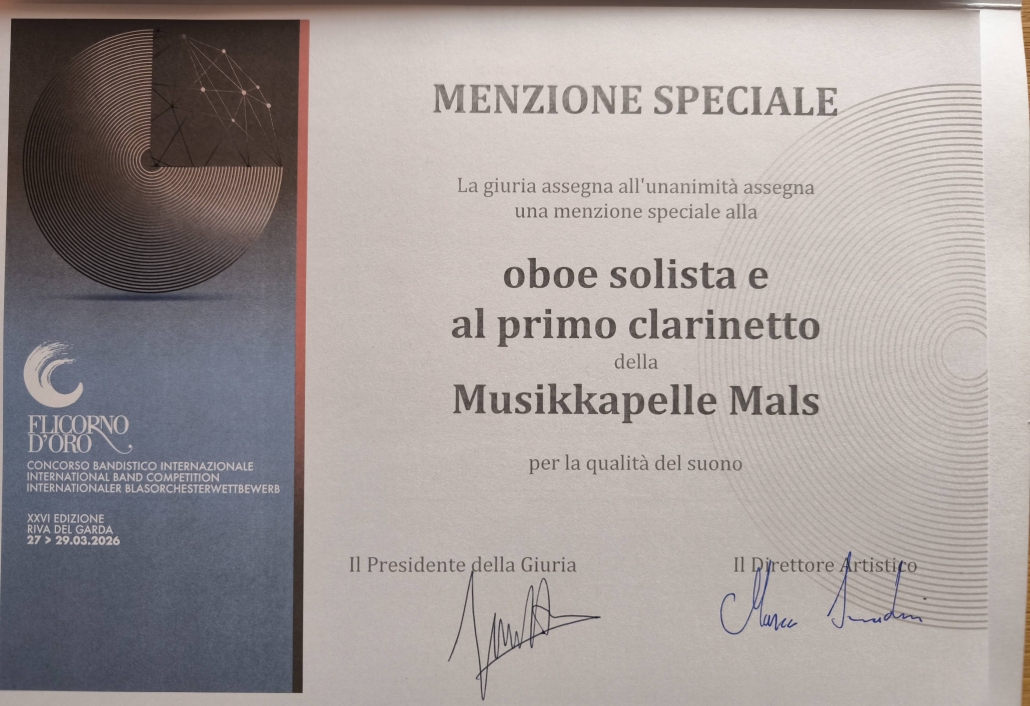 MENZIONE SPECIALE
La giuria assegna all'unanimità assegna
una menzione speciale alla
oboe solista e
al primo clarinetto
della
Musikkapelle Mals
per la qualità del suono
Il Presidente della Giuria
Il Direttore Artistico
Marco
FLICORNO
D'ORO
CONCORSO BANDISTICO INTERNAZIONALE
INTERNATIONAL BAND COMPETITION
INTERNATIONALER BLASORCHESTERWETTBEWERB
XXVI EDIZIONE
RIVA DEL GARDA
27 > 29.03.2026